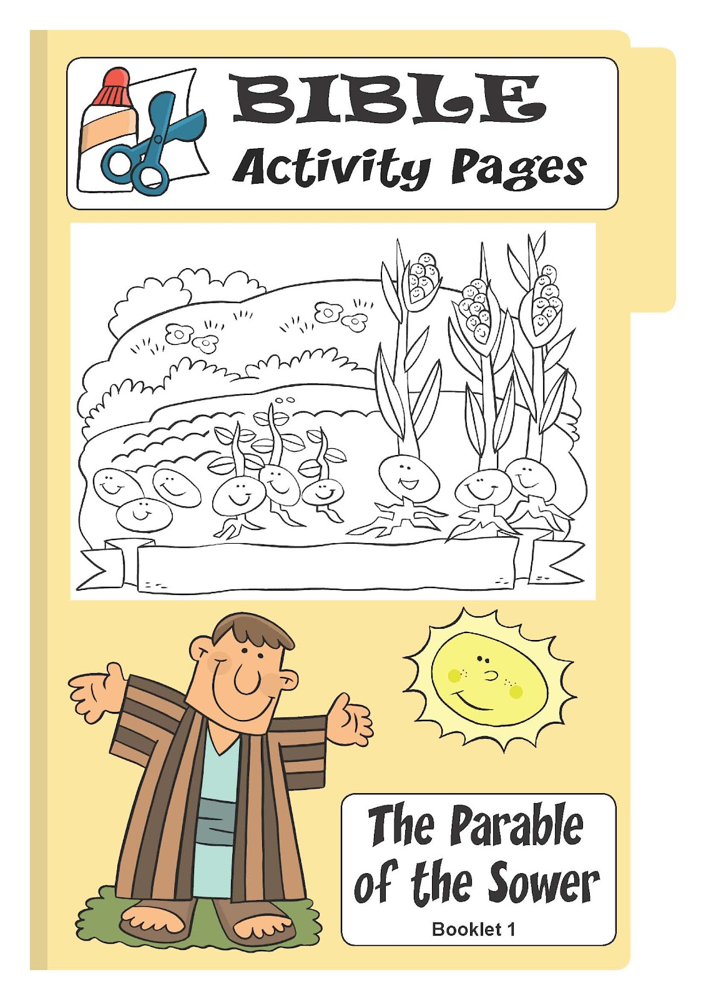 BIBLE
Activity Pages
The Parable
of the Sower
Booklet 1